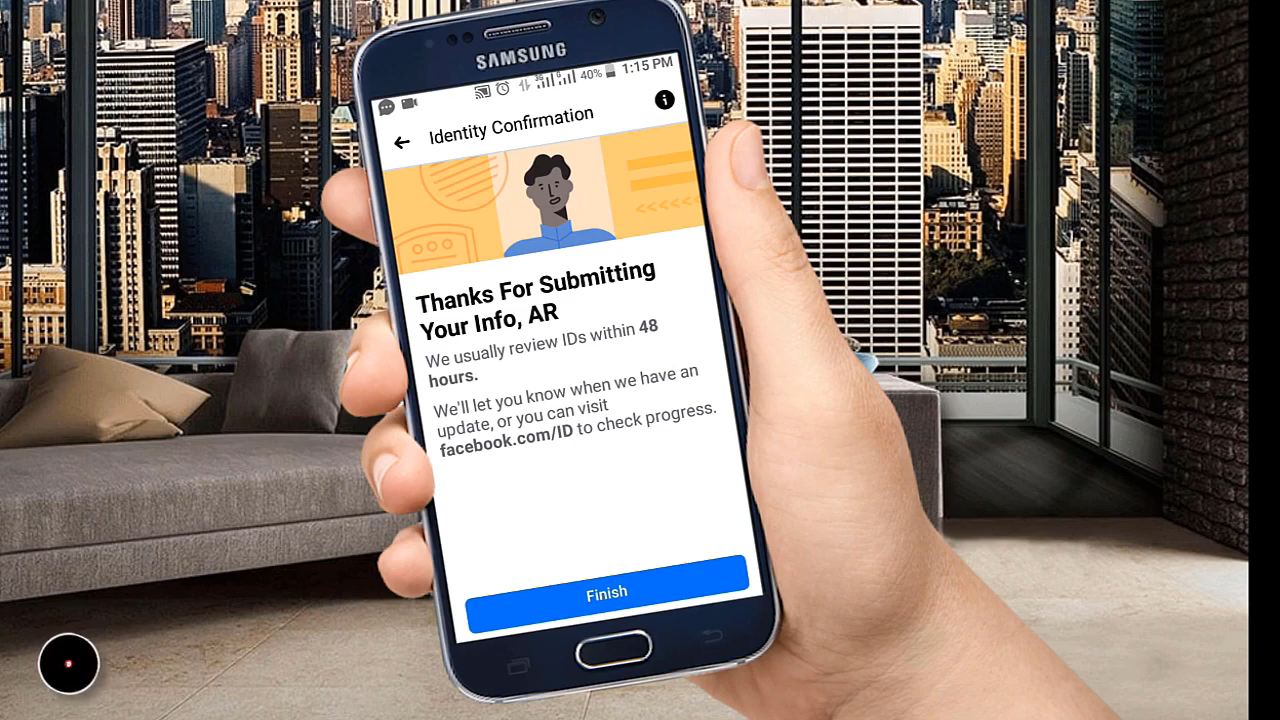 SAMSUNG
3G 6 40% 1:15 PM
Identity Confirmation
Thanks For Submitting
Your Info, AR
We usually review IDs within 48
hours.
We'll let you know when we have an
update, or you can visit
facebook.com/ID to check progress.
Finish